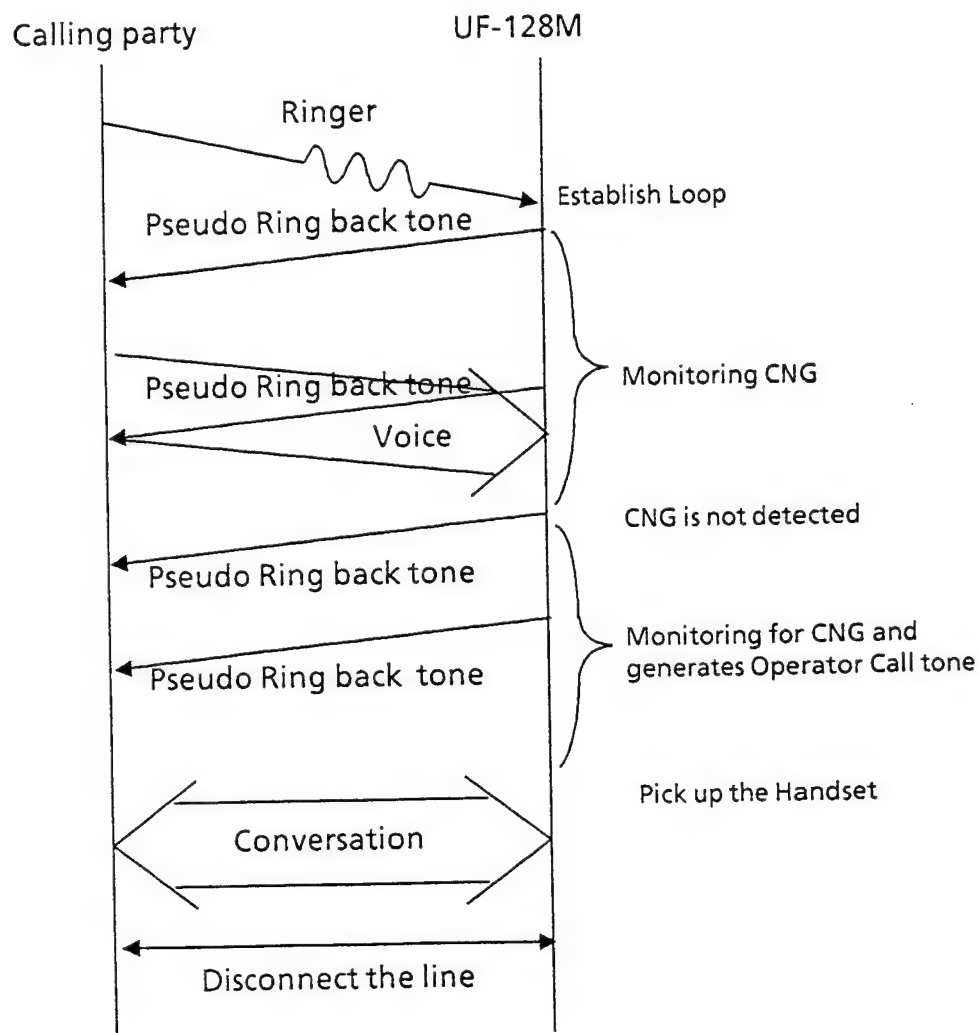 Calling party
UF-128M
Ringer
Establish Loop
Pseudo Ring back tone
Monitoring CNG
Pseudo Ring back tone
Voice
CNG is not detected
Pseudo Ring back tone
Monitoring for CNG and
generates Operator Call tone
Pseudo Ring back tone
Pick up the Handset
Conversation
Disconnect the line